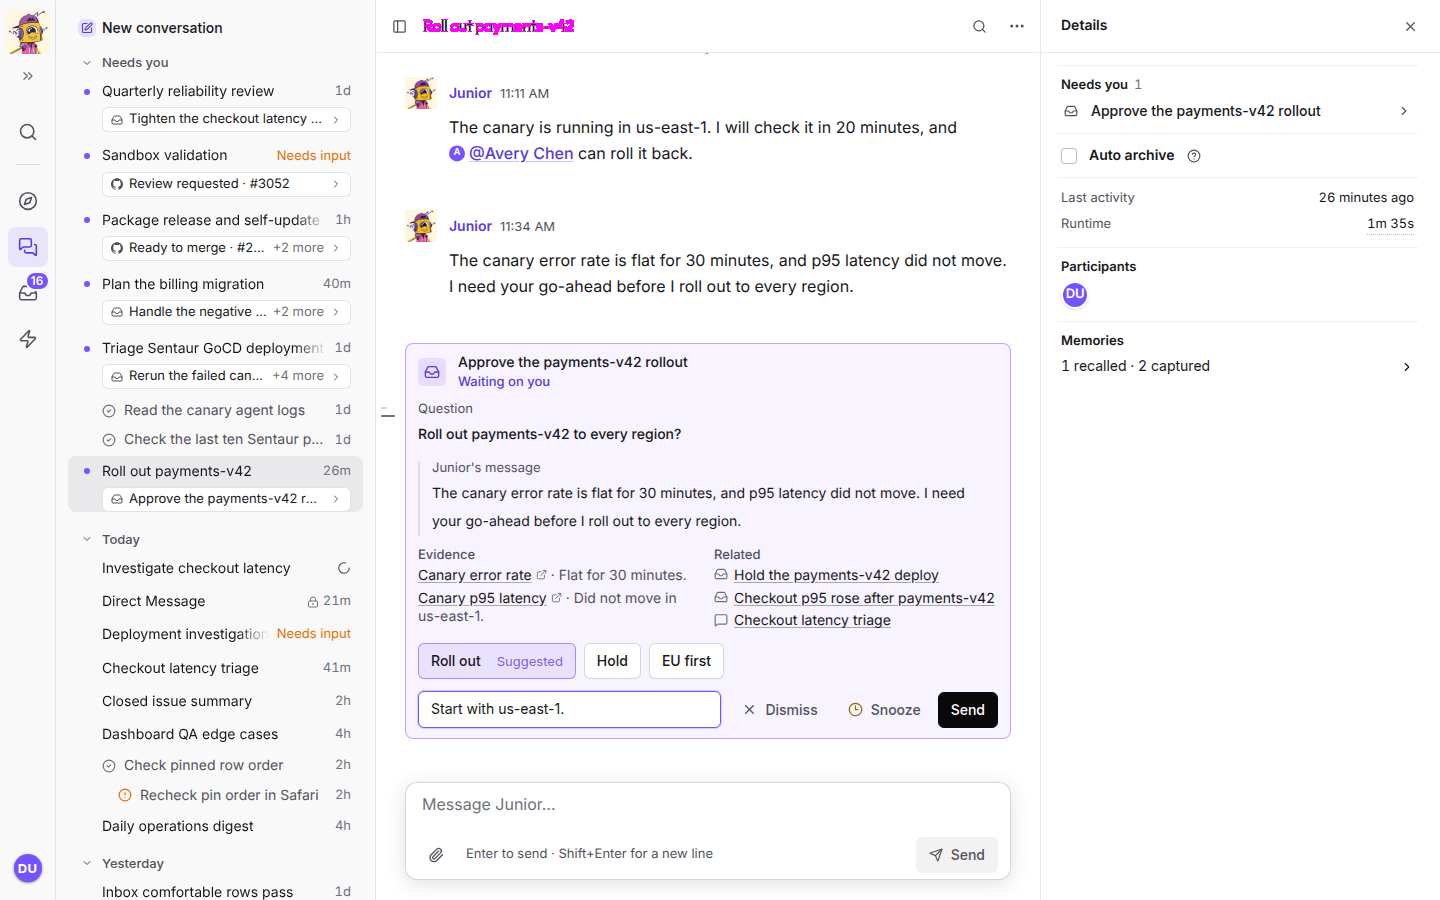 New conversation
Needs you
Quarterly reliability review 1d
Tighten the checkout latency ...
Sandbox validation Needs input
Review requested · #3052
Package release and self-update 1h
Ready to merge · #2... +2 more
Plan the billing migration 40m
Handle the negative ... +2 more
Triage Sentaur GoCD deployment 1d
Rerun the failed can... +4 more
Read the canary agent logs 1d
Check the last ten Sentaur p... 1d
Roll out payments-v42 26m
Approve the payments-v42 r...
Today
Investigate checkout latency
Direct Message 21m
Deployment investigation Needs input
Checkout latency triage 41m
Closed issue summary 2h
Dashboard QA edge cases 4h
Check pinned row order 2h
Recheck pin order in Safari 2h
Daily operations digest 4h
Yesterday
Inbox comfortable rows pass 1d
16
DU
Roll out payments-v42
Junior 11:11 AM
The canary is running in us-east-1. I will check it in 20 minutes, and
A @Avery Chen can roll it back.
Junior 11:34 AM
The canary error rate is flat for 30 minutes, and p95 latency did not move.
I need your go-ahead before I roll out to every region.
Approve the payments-v42 rollout
Waiting on you
Question
Roll out payments-v42 to every region?
Junior's message
The canary error rate is flat for 30 minutes, and p95 latency did not move. I need
your go-ahead before I roll out to every region.
Evidence
Canary error rate · Flat for 30 minutes.
Canary p95 latency · Did not move in
us-east-1.
Related
Hold the payments-v42 deploy
Checkout p95 rose after payments-v42
Checkout latency triage
Roll out Suggested Hold EU first
Start with us-east-1. Dismiss Snooze Send
Message Junior...
Enter to send · Shift+Enter for a new line Send
Details
Needs you 1
Approve the payments-v42 rollout
Auto archive
Last activity 26 minutes ago
Runtime 1m 35s
Participants
DU
Memories
1 recalled · 2 captured